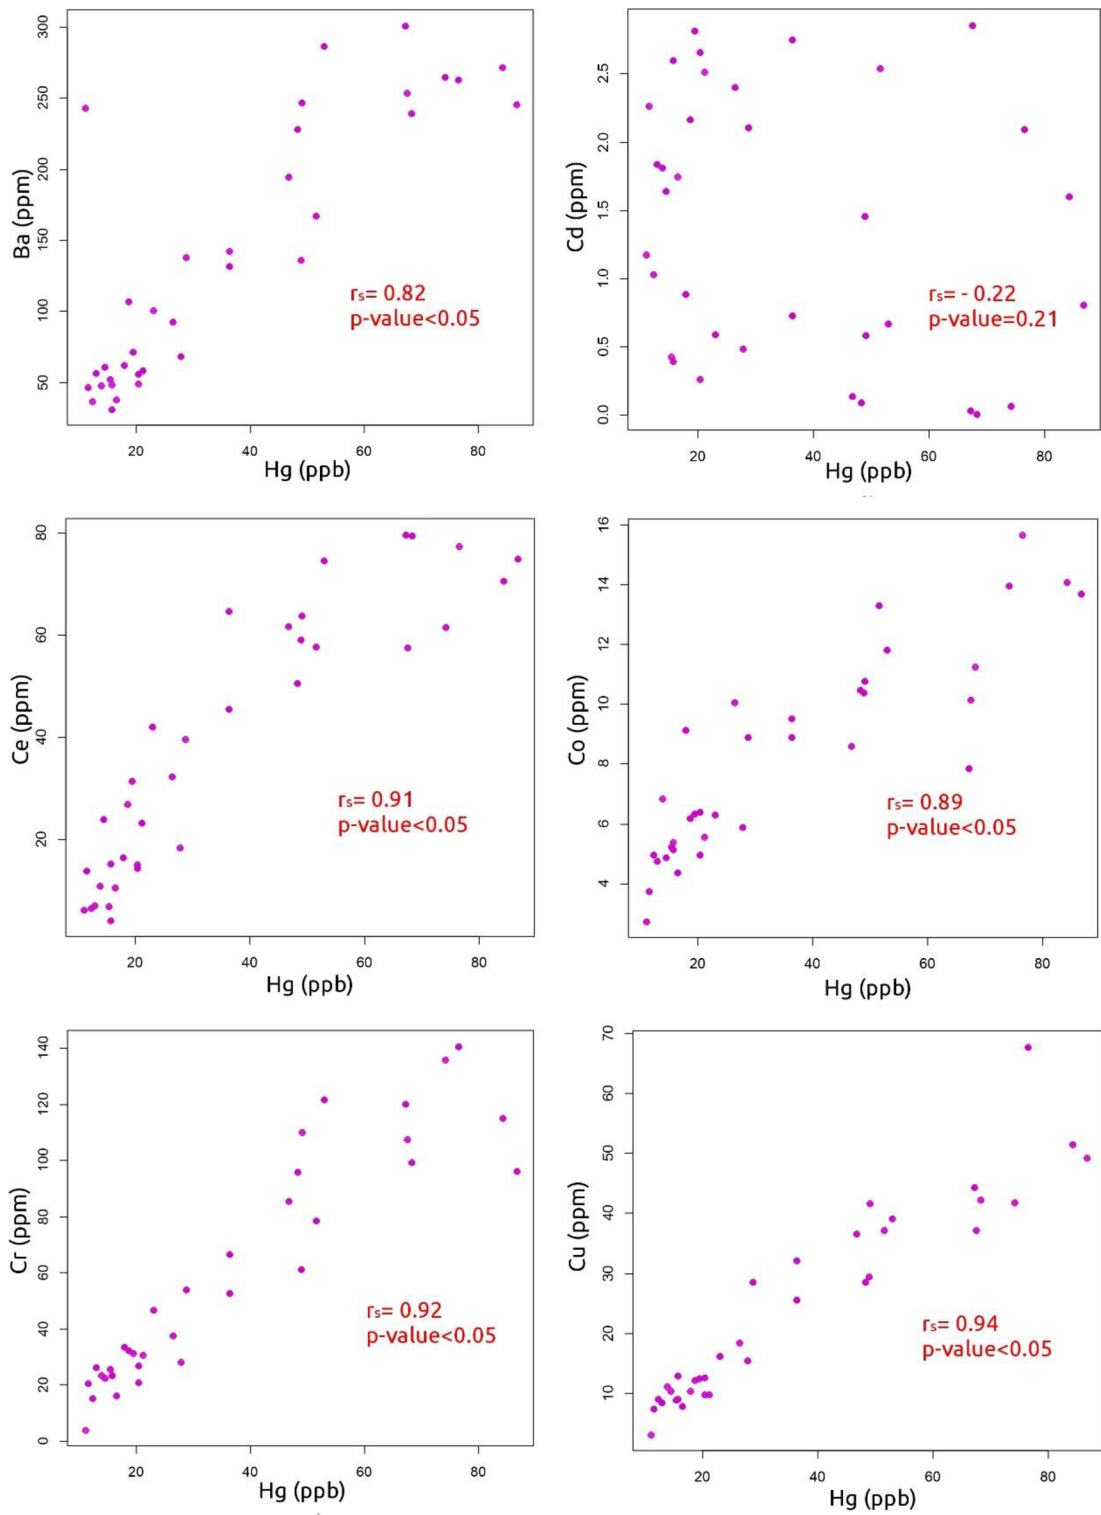 300
250
200
150
100
50
Ba (ppm)
rs= 0.82
p-value<0.05
20 40 60 80
Hg (ppb)
2.5
2.0
1.5
1.0
0.5
0.0
Cd (ppm)
rs= - 0.22
p-value=0.21
20 40 60 80
Hg (ppb)
80
60
40
20
Ce (ppm)
rs= 0.91
p-value<0.05
20 40 60 80
Hg (ppb)
16
14
12
10
8
6
4
Co (ppm)
rs= 0.89
p-value<0.05
20 40 60 80
Hg (ppb)
140
120
100
80
60
40
20
0
Cr (ppm)
rs= 0.92
p-value<0.05
20 40 60 80
Hg (ppb)
70
60
50
40
30
20
10
Cu (ppm)
rs= 0.94
p-value<0.05
20 40 60 80
Hg (ppb)